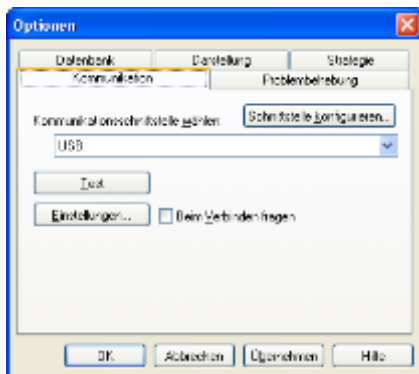 Optionen
Datenbank Darstellung Strategie
Kommunikation Problembehebung
Kommunikationsschnittstelle wählen: Schnittstelle konfigurieren...
USB
Test
Einstellungen... Beim Verbinden fragen
OK Abbrechen Übernehmen Hilfe